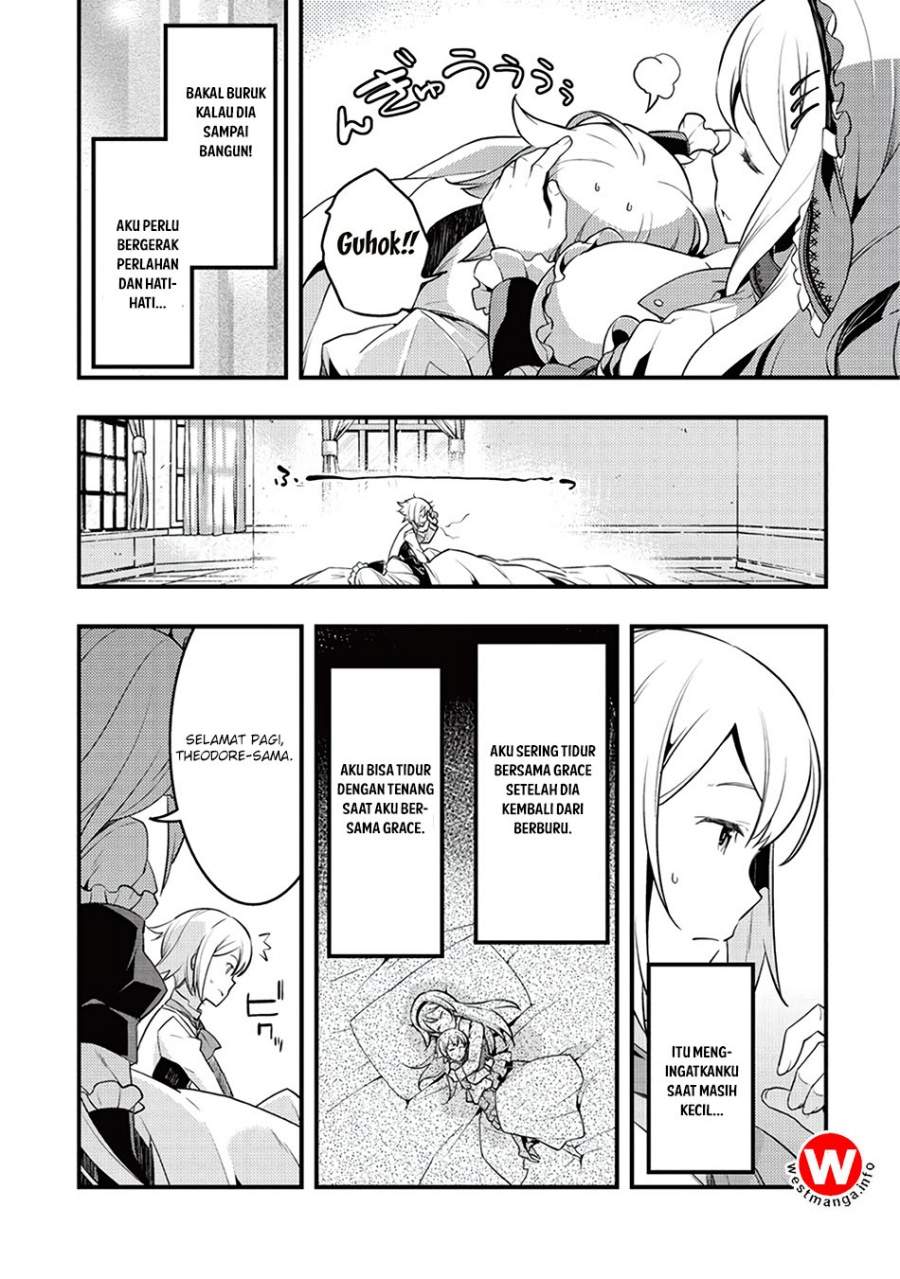 んぎゅううぅぅ
Guhok!!
BAKAL BURUK
KALAU DIA
SAMPAI
BANGUN!
AKU PERLU
BERGERAK
PERLAHAN
DAN HATI-
HATI...
ふーっ
ITU MENG-
INGATKANKU
SAAT MASIH
KECIL...
AKU SERING TIDUR
BERSAMA GRACE
SETELAH DIA
KEMBALI DARI
BERBURU.
AKU BISA TIDUR
DENGAN TENANG
SAAT AKU BER-
SAMA GRACE.
SELAMAT PAGI,
THEODORE-SAMA.
ビクッ
W
westmanga.info